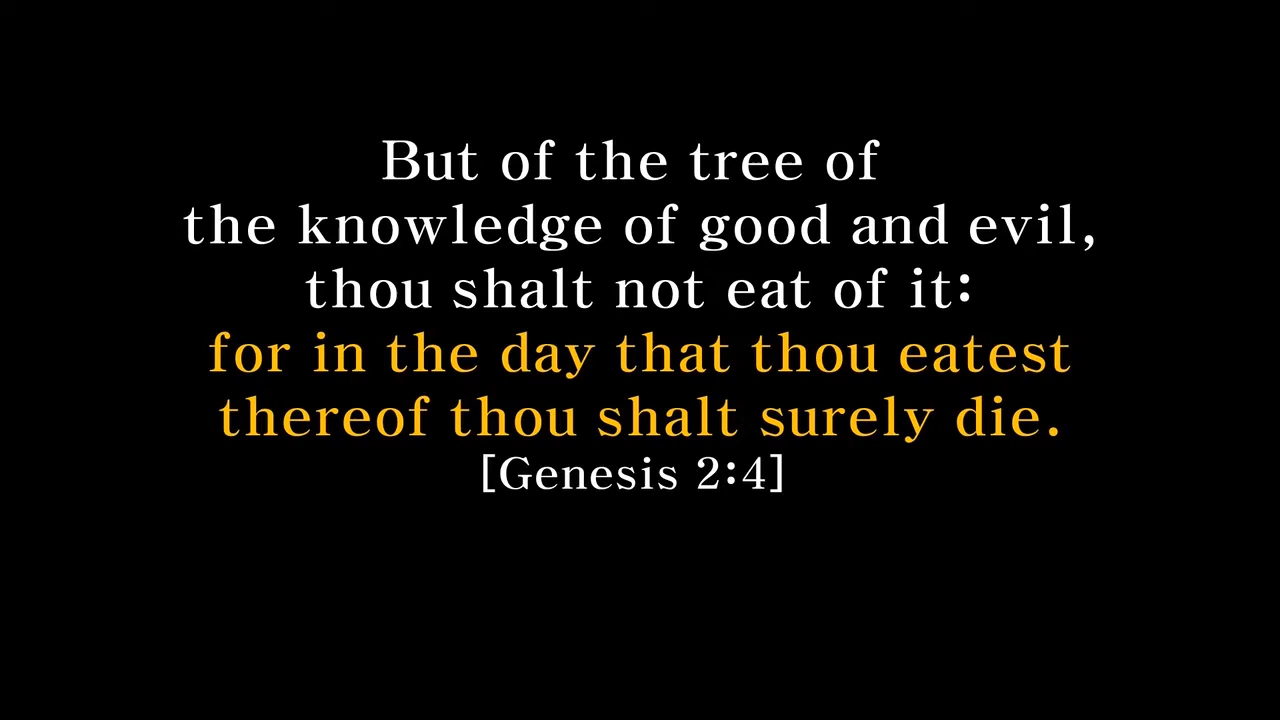 But of the tree of
the knowledge of good and evil,
thou shalt not eat of it:
for in the day that thou eatest
thereof thou shalt surely die.
[Genesis 2:4]